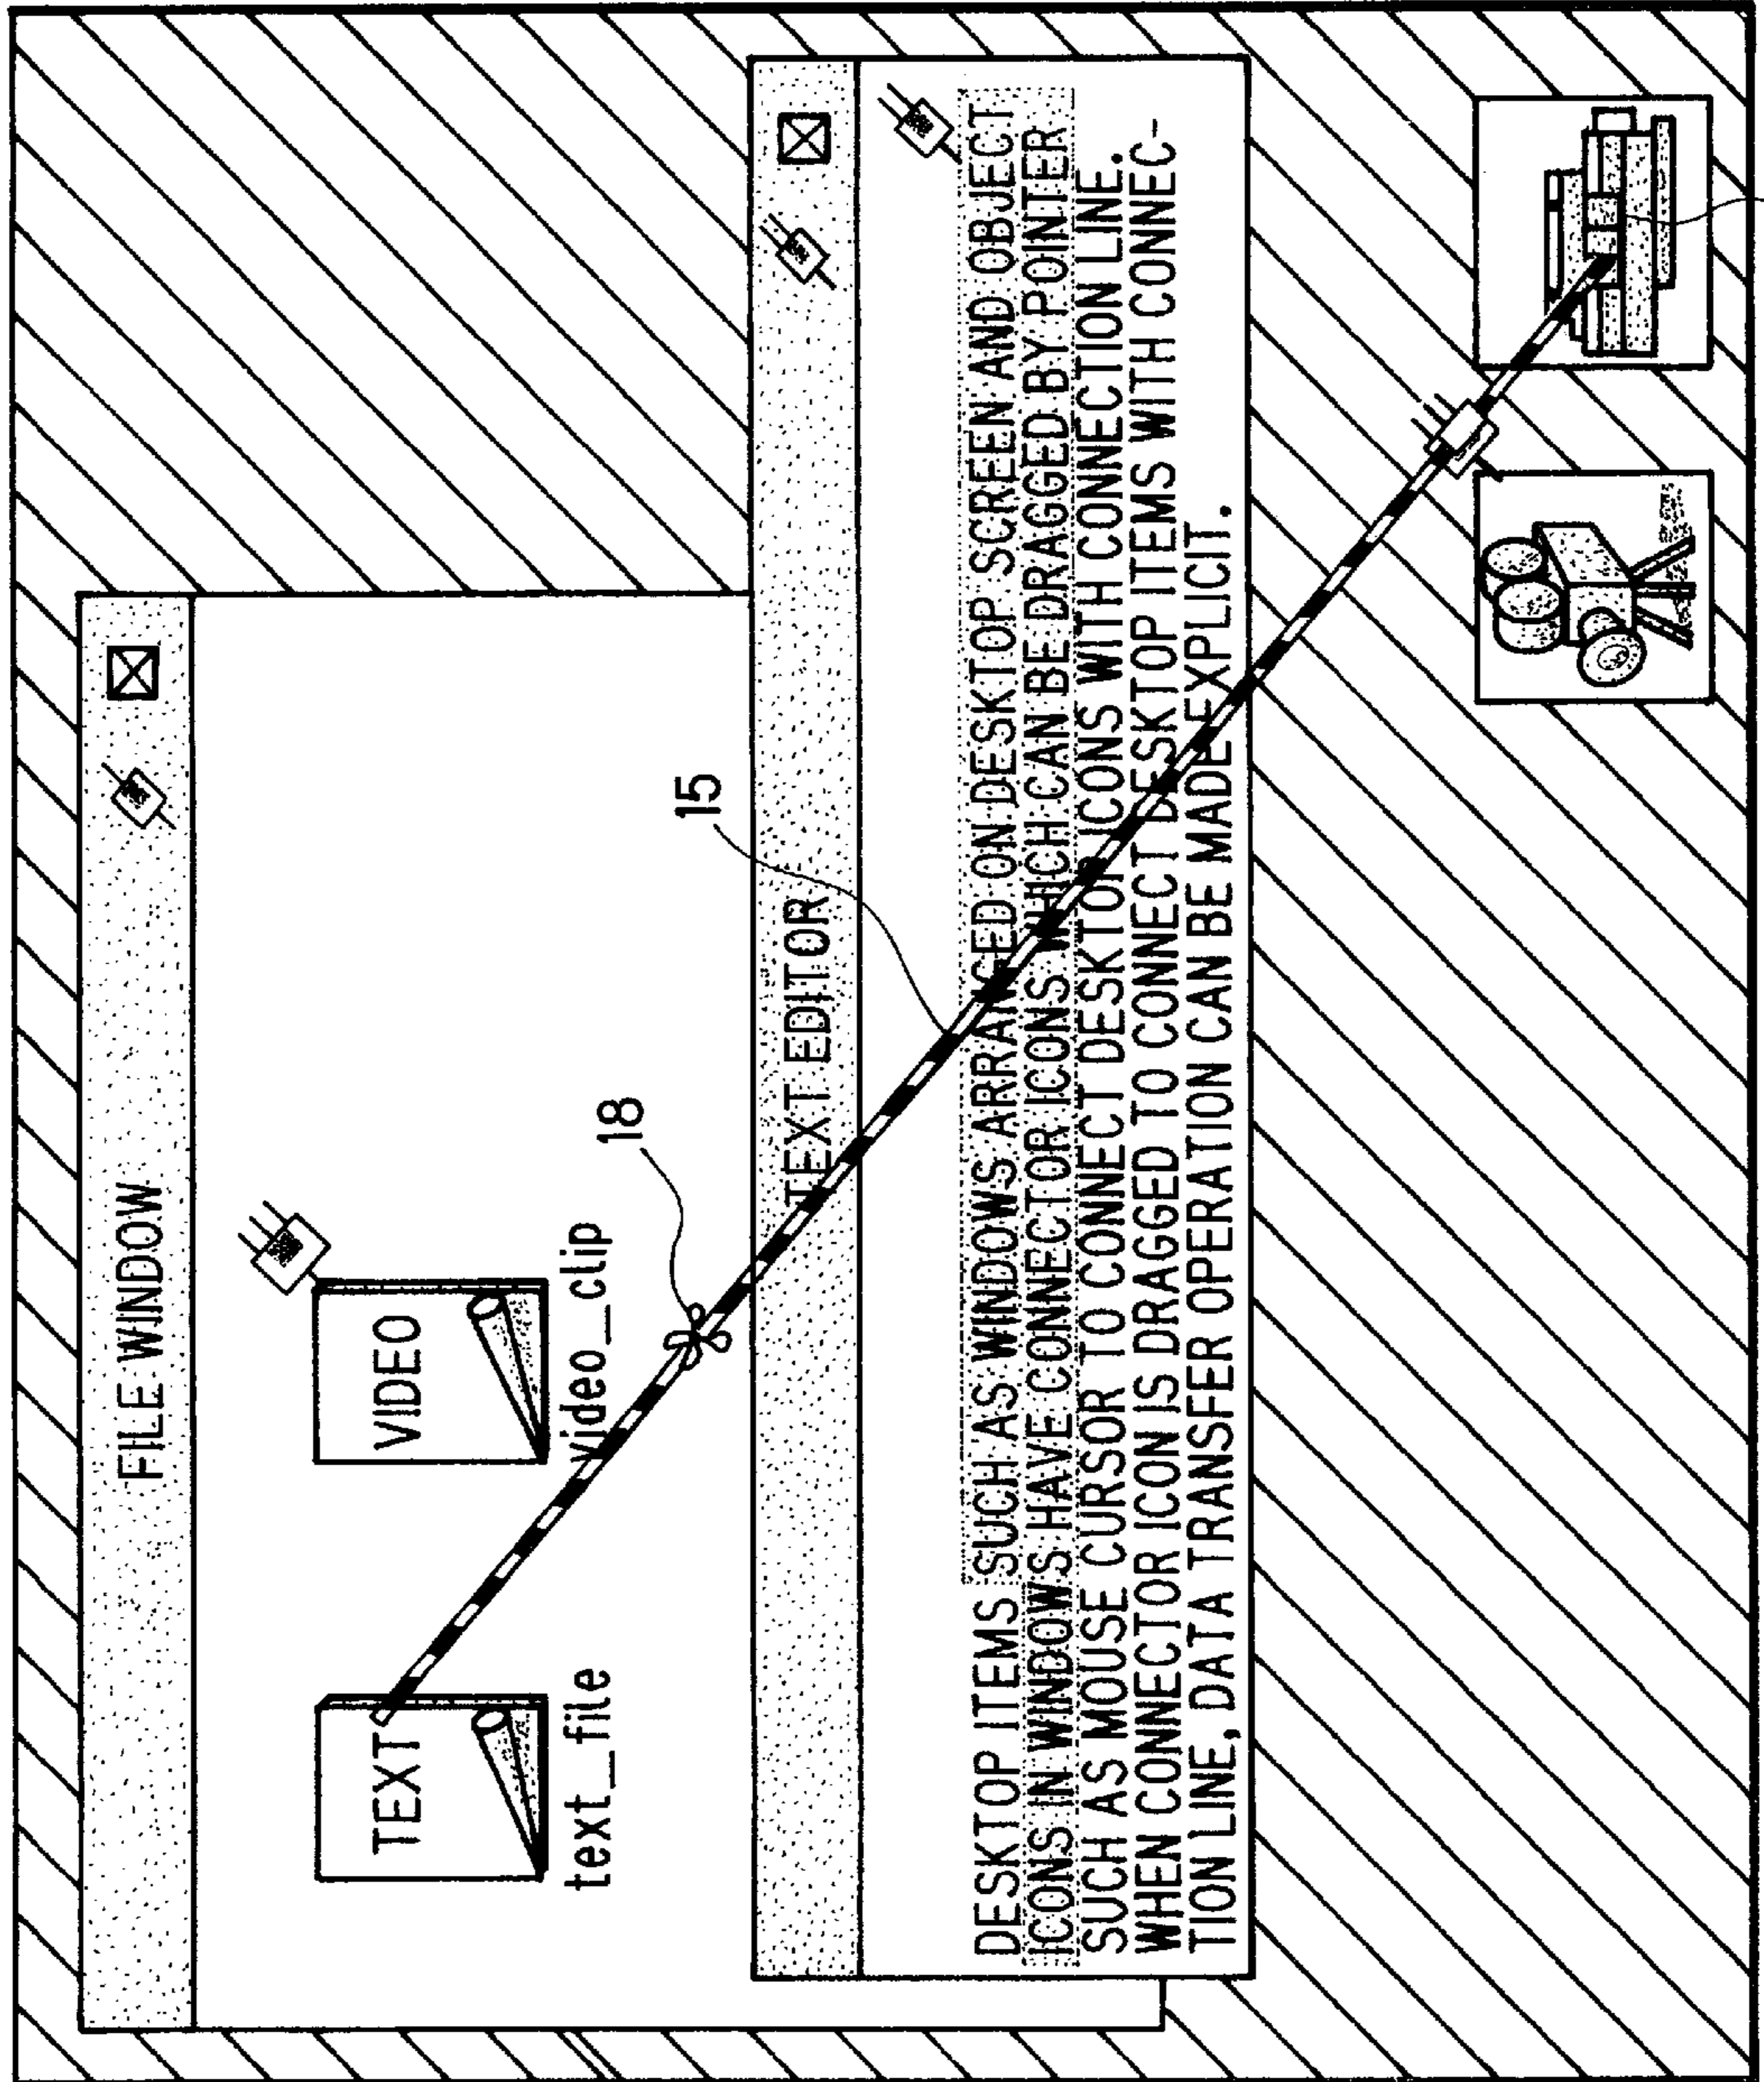 FILE WINDOW
TEXT
text_file
VIDEO
video_clip
18
15
TEXT EDITOR
DESKTOP ITEMS SUCH AS WINDOWS ARRANGED ON DESKTOP SCREEN AND OBJECT
ICONS IN WINDOWS HAVE CONNECTOR ICONS WHICH CAN BE DRAGGED BY POINTER
SUCH AS MOUSE CURSOR TO CONNECT DESKTOP ICONS WITH CONNECTION LINE.
WHEN CONNECTOR ICON IS DRAGGED TO CONNECT DESKTOP ITEMS WITH CONNEC-
TION LINE, DATA TRANSFER OPERATION CAN BE MADE EXPLICIT.